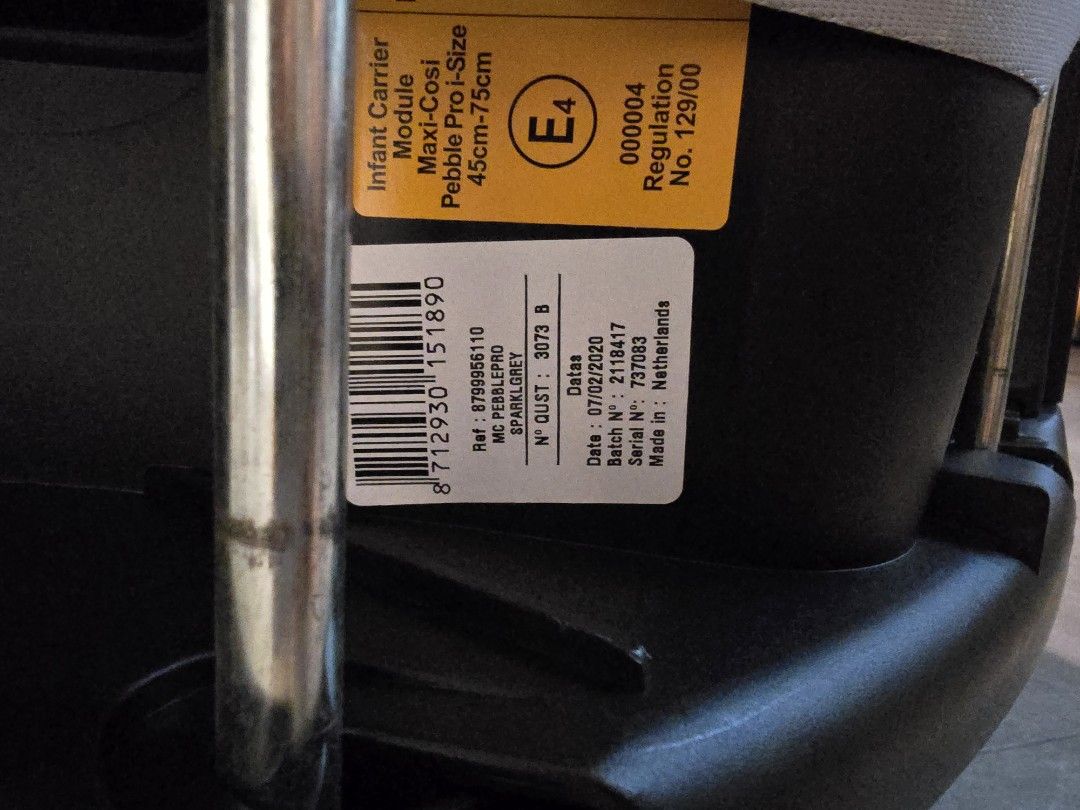 Infant Carrier
Module
Maxi-Cosi
Pebble Pro i-Size
45cm-75cm
E4
000004
Regulation
No. 129/00
8 712930 151890
Ref : 8799956110
MC PEBBLEPRO
SPARKLGREY
N° QUST : 3073 B
Datas
Date : 07/02/2020
Batch N° : 2118417
Serial N°: 737083
Made in : Netherlands